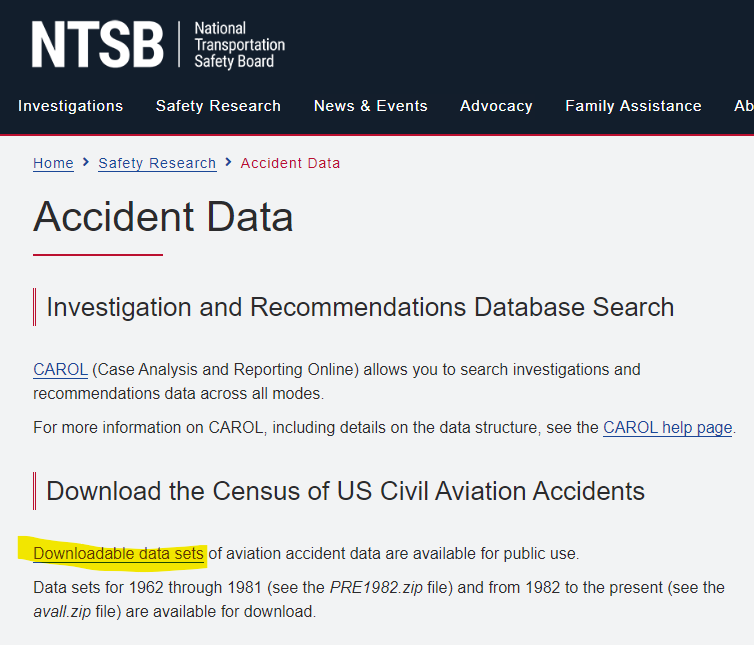 NTSB
National
Transportation
Safety Board
Investigations Safety Research News & Events Advocacy Family Assistance Ab
Home > Safety Research > Accident Data
Accident Data
Investigation and Recommendations Database Search
CAROL (Case Analysis and Reporting Online) allows you to search investigations and
recommendations data across all modes.
For more information on CAROL, including details on the data structure, see the CAROL help page.
Download the Census of US Civil Aviation Accidents
Downloadable data sets of aviation accident data are available for public use.
Data sets for 1962 through 1981 (see the PRE1982.zip file) and from 1982 to the present (see the
avall.zip file) are available for download.